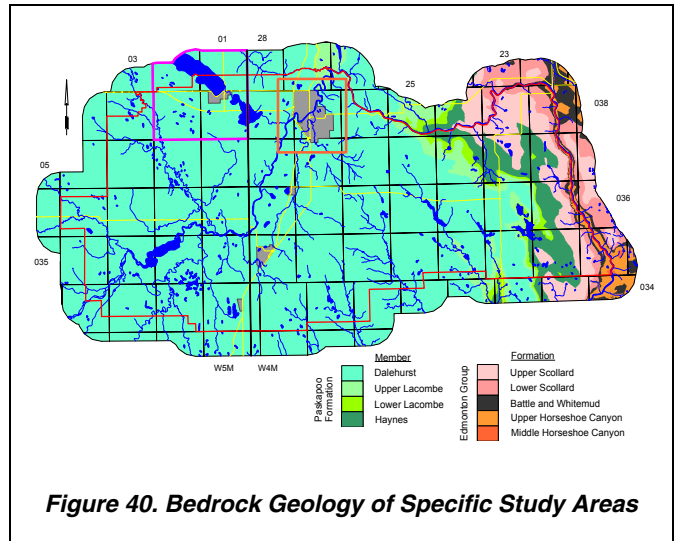 01
28
03
23
25
038
05
036
035
034
W5M
W4M
Member
Formation
Paskapoo
Formation
Dalehurst
Upper Lacombe
Lower Lacombe
Haynes
Edmonton Group
Upper Scollard
Lower Scollard
Battle and Whitemud
Upper Horseshoe Canyon
Middle Horseshoe Canyon
Figure 40. Bedrock Geology of Specific Study Areas